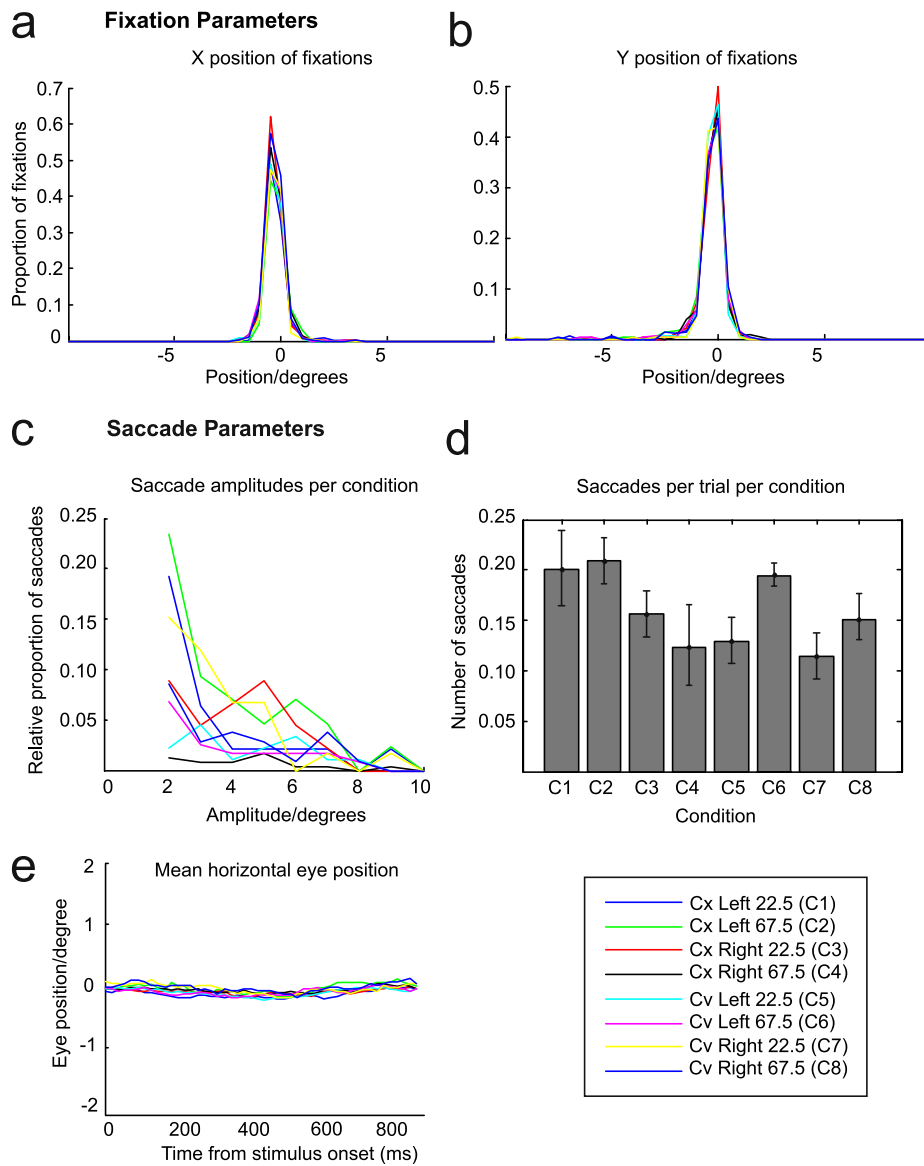 a Fixation Parameters
X position of fixations
Proportion of fixations
0.7
0.6
0.5
0.4
0.3
0.2
0.1
0
-5 0 5
Position/degrees
b
Y position of fixations
0.5
0.4
0.3
0.2
0.1
-5 0 5
Position/degrees
c Saccade Parameters
Saccade amplitudes per condition
Relative proportion of saccades
0.25
0.20
0.15
0.10
0.05
0 2 4 6 8 10
Amplitude/degrees
d
Saccades per trial per condition
Number of saccades
0.25
0.20
0.15
0.10
0.05
C1 C2 C3 C4 C5 C6 C7 C8
Condition
e
Mean horizontal eye position
Eye position/degree
2
1
0
-1
-2
0 200 400 600 800
Time from stimulus onset (ms)
Cx Left 22.5 (C1)
Cx Left 67.5 (C2)
Cx Right 22.5 (C3)
Cx Right 67.5 (C4)
Cv Left 22.5 (C5)
Cv Left 67.5 (C6)
Cv Right 22.5 (C7)
Cv Right 67.5 (C8)